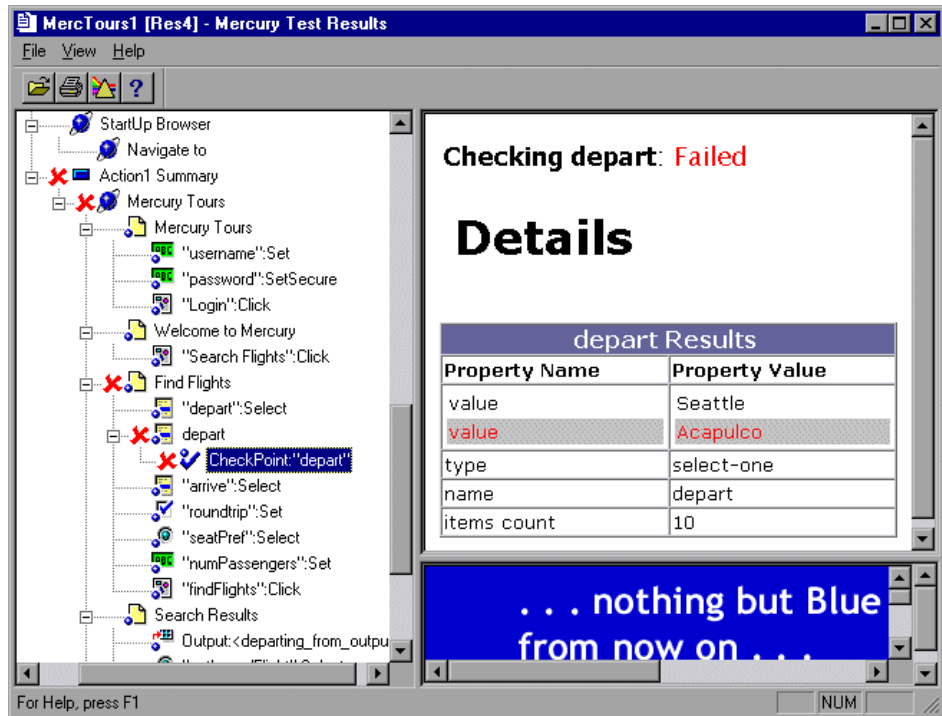 MercTours1 [Res4] - Mercury Test Results
File View Help
StartUp Browser
Navigate to
Action1 Summary
Mercury Tours
Mercury Tours
"username":Set
"password":SetSecure
"Login":Click
Welcome to Mercury
"Search Flights":Click
Find Flights
"depart":Select
depart
CheckPoint:"depart"
"arrive":Select
"roundtrip":Set
"seatPref":Select
"numPassengers":Set
"findFlights":Click
Search Results
Output:<departing_from_outpu
Checking depart: Failed
Details
depart Results
Property Name Property Value
value Seattle
value Acapulco
type select-one
name depart
items count 10
. . . nothing but Blue
from now on . . .
For Help, press F1
NUM